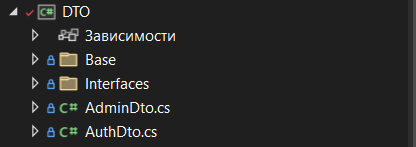 C# DTO
Зависимости
Base
Interfaces
C# AdminDto.cs
C# AuthDto.cs